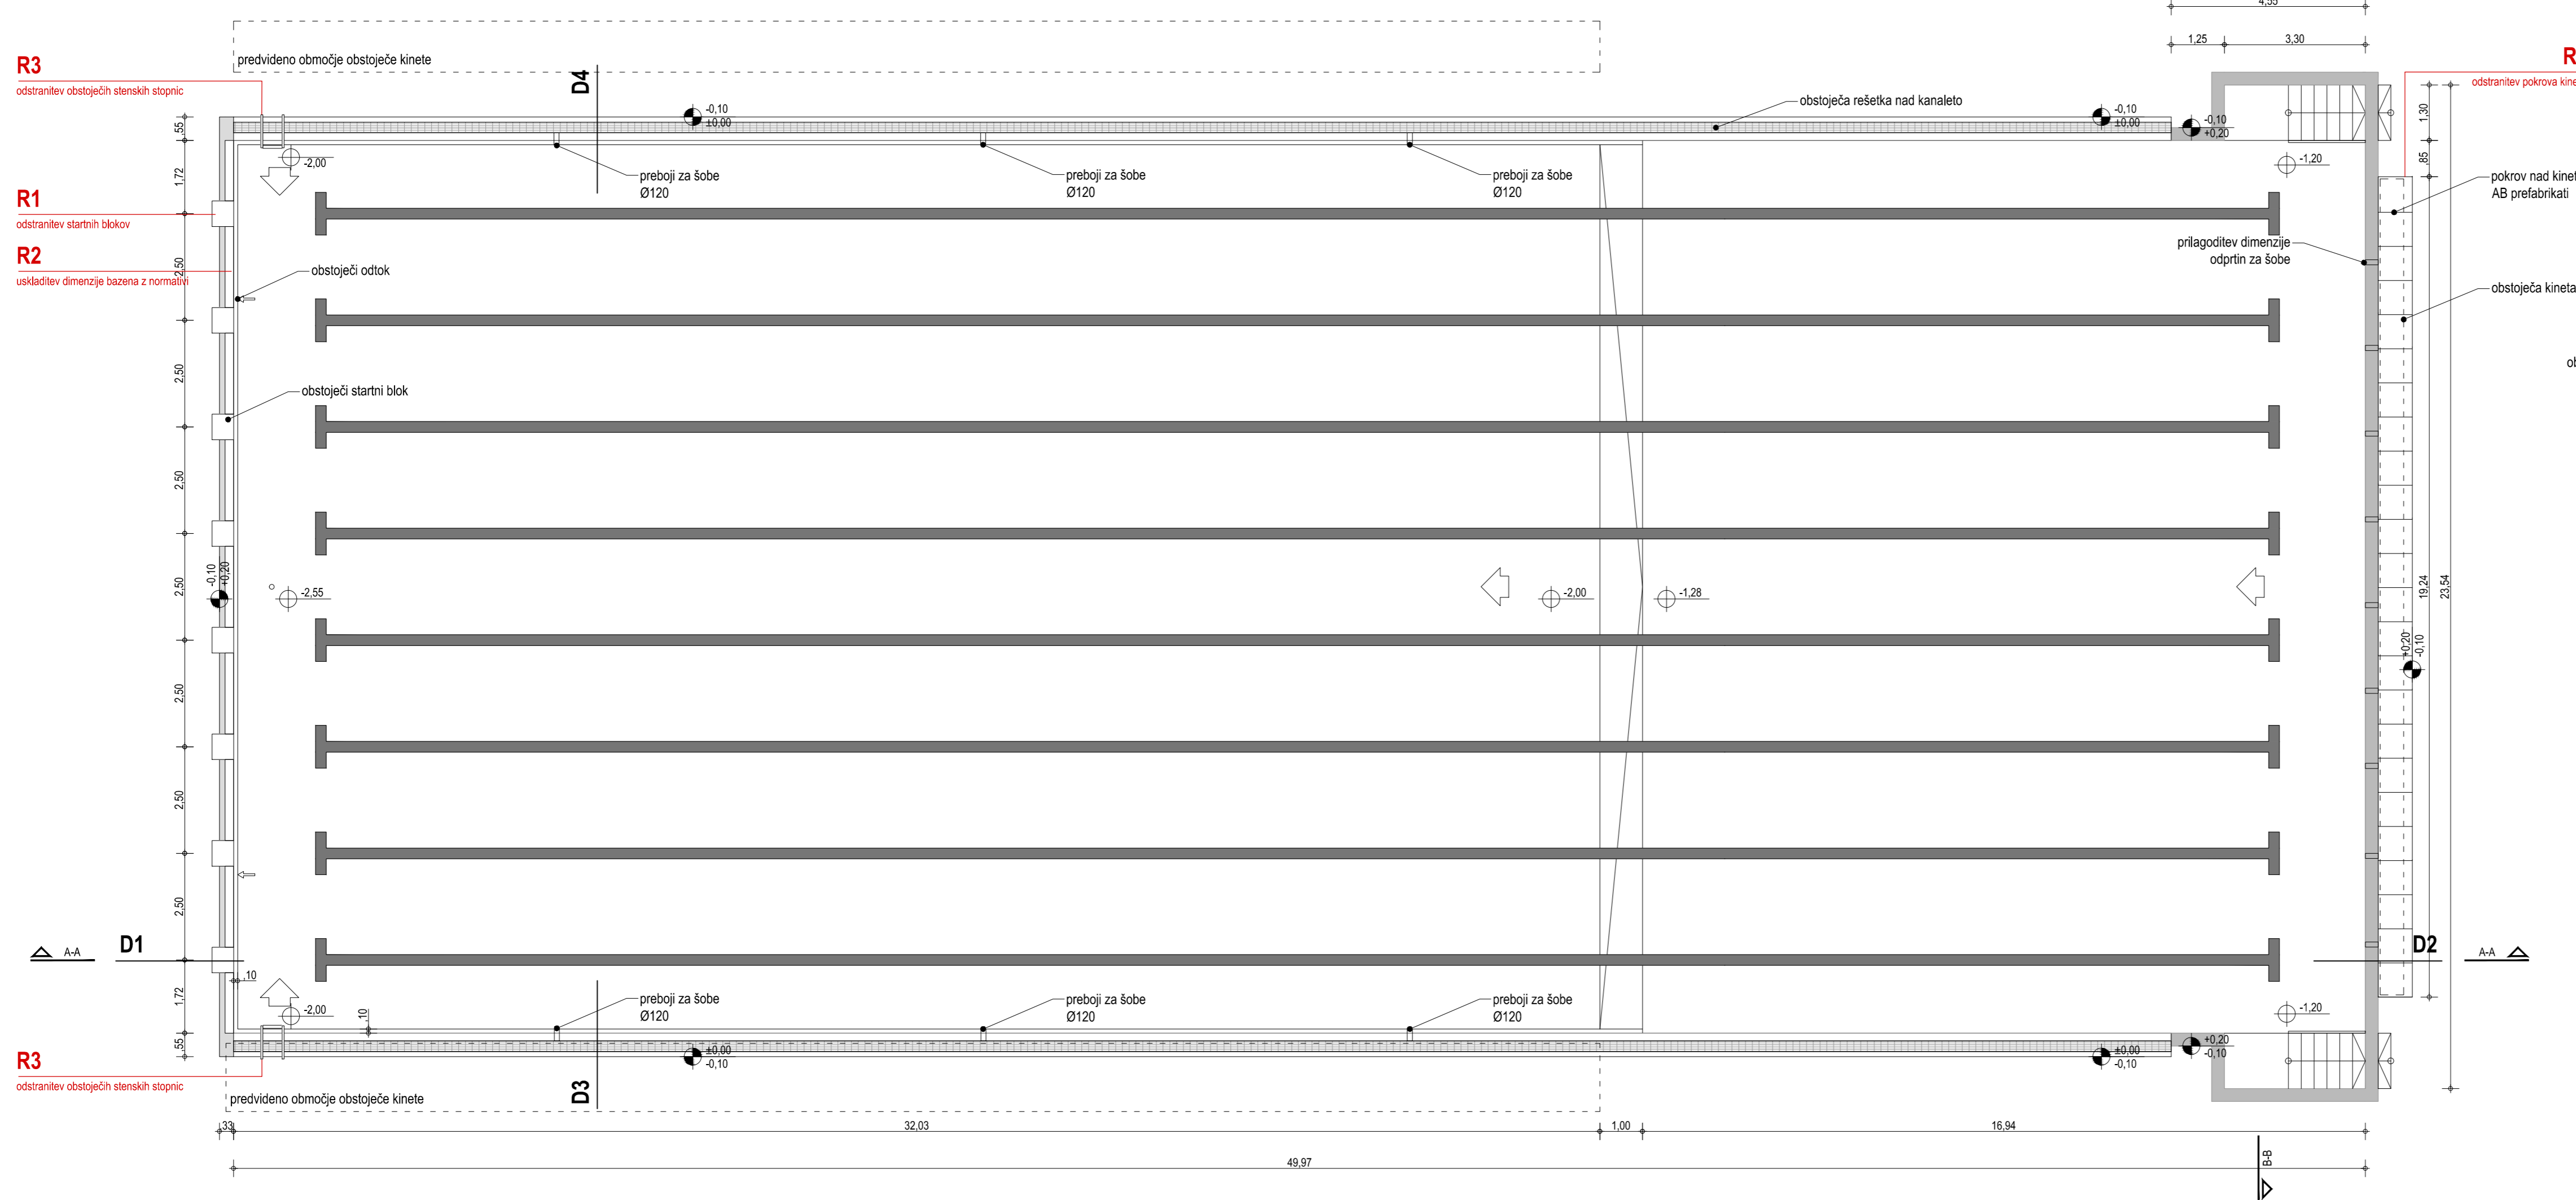 4,55
1,25
3,30
predvideno območje obstoječe kinete
R3
odstranitev obstoječih stenskih stopnic
D4
-0,10
±0,00
obstoječa rešetka nad kanaleto
-0,10
±0,00
-0,10
+0,20
R
odstranitev pokrova kine
,55
1,72
-2,00
preboji za šobe
Ø120
preboji za šobe
Ø120
preboji za šobe
Ø120
-1,20
1,30
,85
pokrov nad kinet
AB prefabrikati
R1
odstranitev startnih blokov
R2
uskladitev dimenzije bazena z normativi
2,50
obstoječi odtok
prilagoditev dimenzije
odprtin za šobe
obstoječa kineta
ob
2,50
obstoječi startni blok
2,50
2,50
-0,10
+0,20
-2,55
-2,00
-1,28
19,24
23,54
+0,20
-0,10
2,50
2,50
2,50
A-A
D1
D2
A-A
,10
1,72
-2,00
,10
preboji za šobe
Ø120
preboji za šobe
Ø120
preboji za šobe
Ø120
-1,20
,55
R3
odstranitev obstoječih stenskih stopnic
±0,00
-0,10
±0,00
-0,10
+0,20
-0,10
D3
predvideno območje obstoječe kinete
,33
32,03
1,00
16,94
49,97
B-B